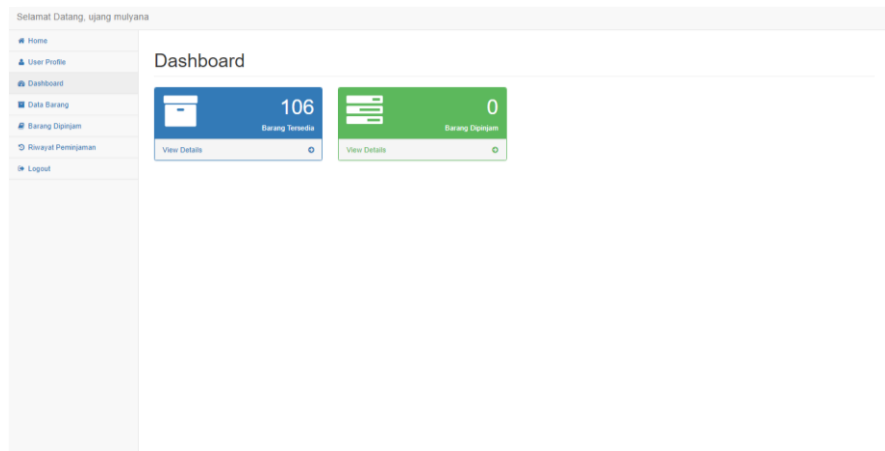 Selamat Datang, ujang mulyana
Home
User Profile
Dashboard
Data Barang
Barang Dipinjam
Riwayat Peminjaman
Logout
Dashboard
106
Barang Tersedia
View Details
0
Barang Dipinjam
View Details